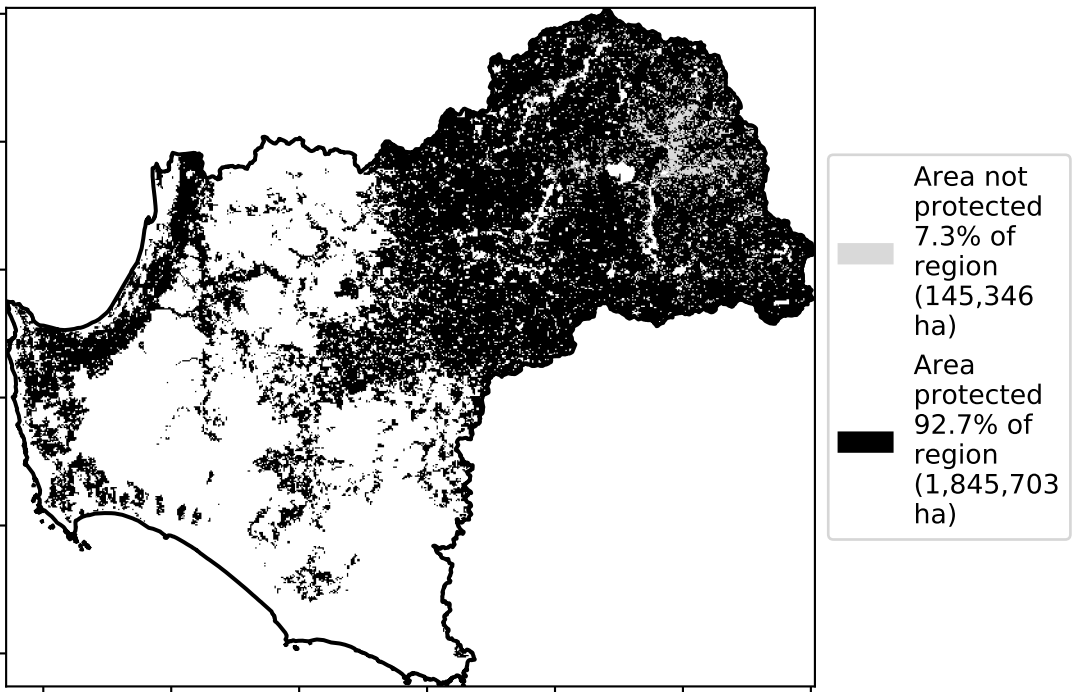 Area not
protected
7.3% of
region
(145,346
ha)
Area
protected
92.7% of
region
(1,845,703
ha)